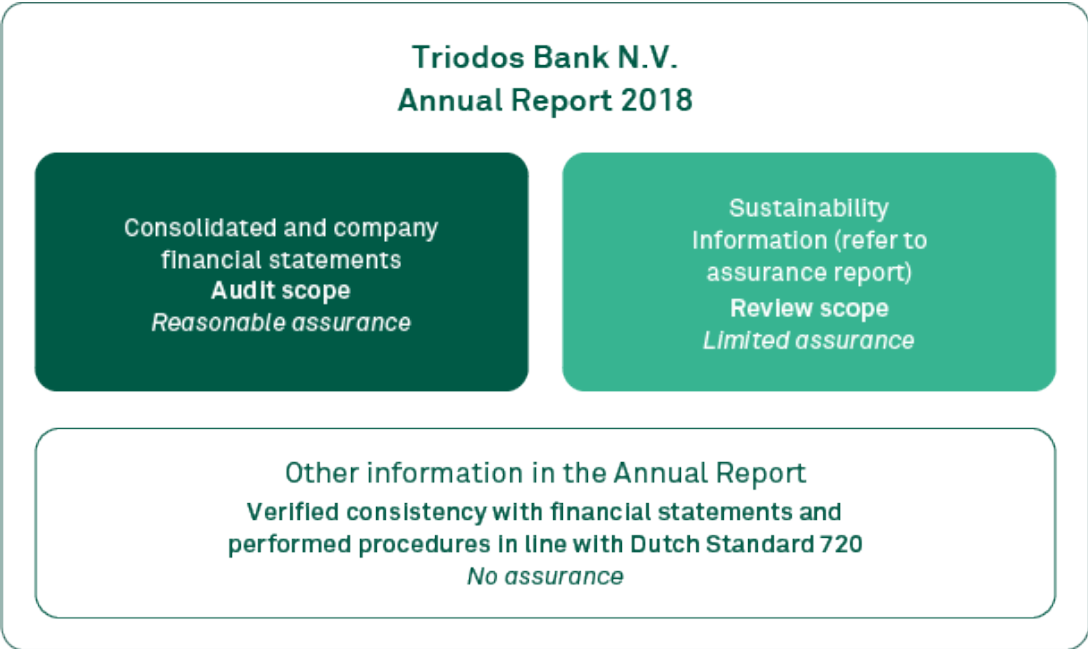 Triodos Bank N.V.
Annual Report 2018
Consolidated and company
financial statements
Audit scope
Reasonable assurance
Sustainability
Information (refer to
assurance report)
Review scope
Limited assurance
Other information in the Annual Report
Verified consistency with financial statements and
performed procedures in line with Dutch Standard 720
No assurance